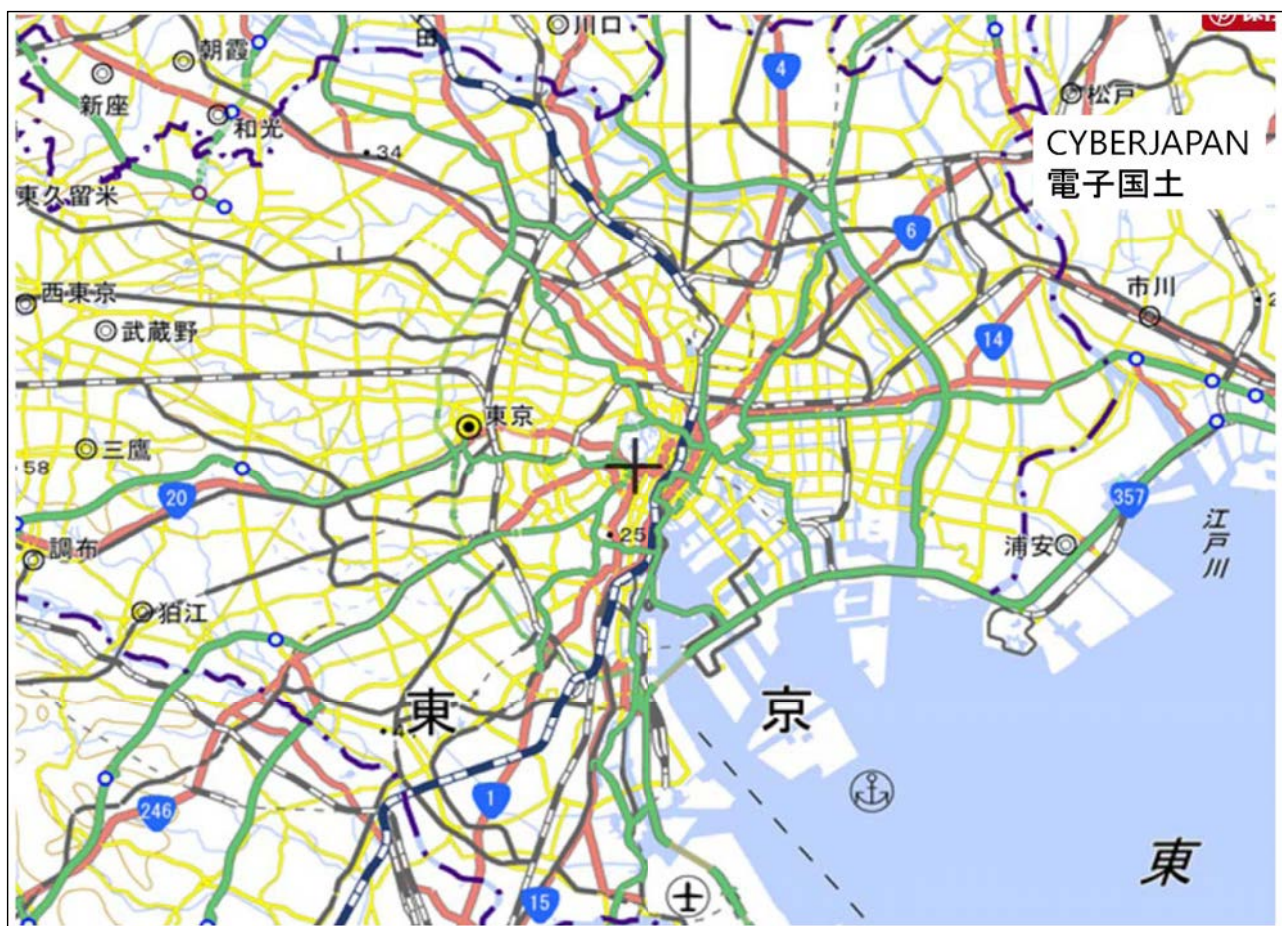 田
川口
朝霞
4
新座
松戸
和光
CYBERJAPAN
電子国土
34
東久留米
6
西東京
市川
武蔵野
14
東京
三鷹
58
20
357
江戸川
25
浦安
調布
狛江
東
京
246
1
東
15